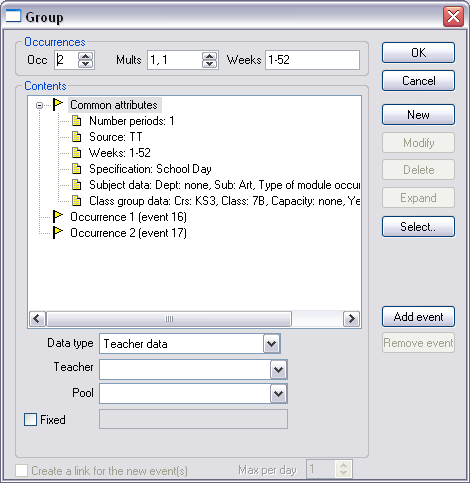 Group
Occurrences
Occ 2 Mults 1, 1 Weeks 1-52
OK
Cancel
Contents
Common attributes
Number periods: 1
Source: TT
Weeks: 1-52
Specification: School Day
Subject data: Dept: none, Sub: Art, Type of module occu
Class group data: Crs: KS3, Class: 7B, Capacity: none, Ye
Occurrence 1 (event 16)
Occurrence 2 (event 17)
New
Modify
Delete
Expand
Select..
Add event
Remove event
Data type Teacher data
Teacher
Pool
Fixed
Create a link for the new event(s) Max per day 1